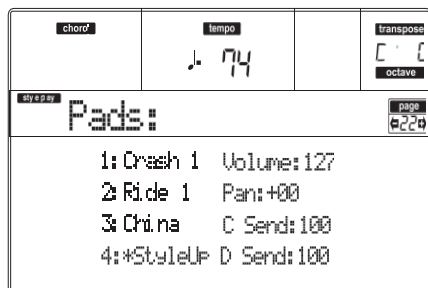 chord tempo transpose
♩. 74 C C
octave
style play Pads: page
22
1: Crash 1 Volume:127
2: Ride 1 Pan:+00
3: China C Send:100
4:*StyleUp D Send:100